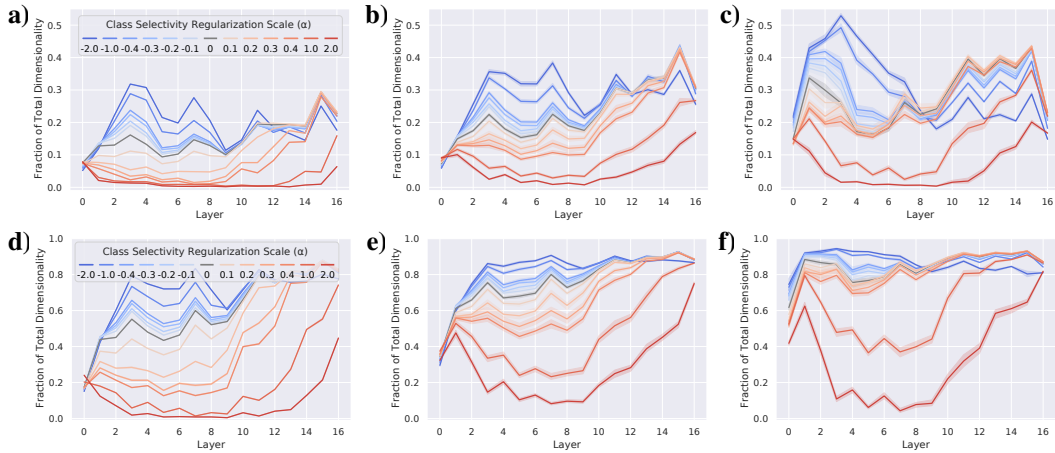 a)
Class Selectivity Regularization Scale (α)
-2.0 -1.0 -0.4 -0.3 -0.2 -0.1 0 0.1 0.2 0.3 0.4 1.0 2.0
Fraction of Total Dimensionality
0.5
0.4
0.3
0.2
0.1
0.0
0 2 4 6 8 10 12 14 16
Layer
b)
Fraction of Total Dimensionality
0.5
0.4
0.3
0.2
0.1
0.0
0 2 4 6 8 10 12 14 16
Layer
c)
Fraction of Total Dimensionality
0.5
0.4
0.3
0.2
0.1
0.0
0 2 4 6 8 10 12 14 16
Layer
d)
Class Selectivity Regularization Scale (α)
-2.0 -1.0 -0.4 -0.3 -0.2 -0.1 0 0.1 0.2 0.3 0.4 1.0 2.0
Fraction of Total Dimensionality
1.0
0.8
0.6
0.4
0.2
0.0
0 2 4 6 8 10 12 14 16
Layer
e)
Fraction of Total Dimensionality
1.0
0.8
0.6
0.4
0.2
0.0
0 2 4 6 8 10 12 14 16
Layer
f)
Fraction of Total Dimensionality
1.0
0.8
0.6
0.4
0.2
0.0
0 2 4 6 8 10 12 14 16
Layer